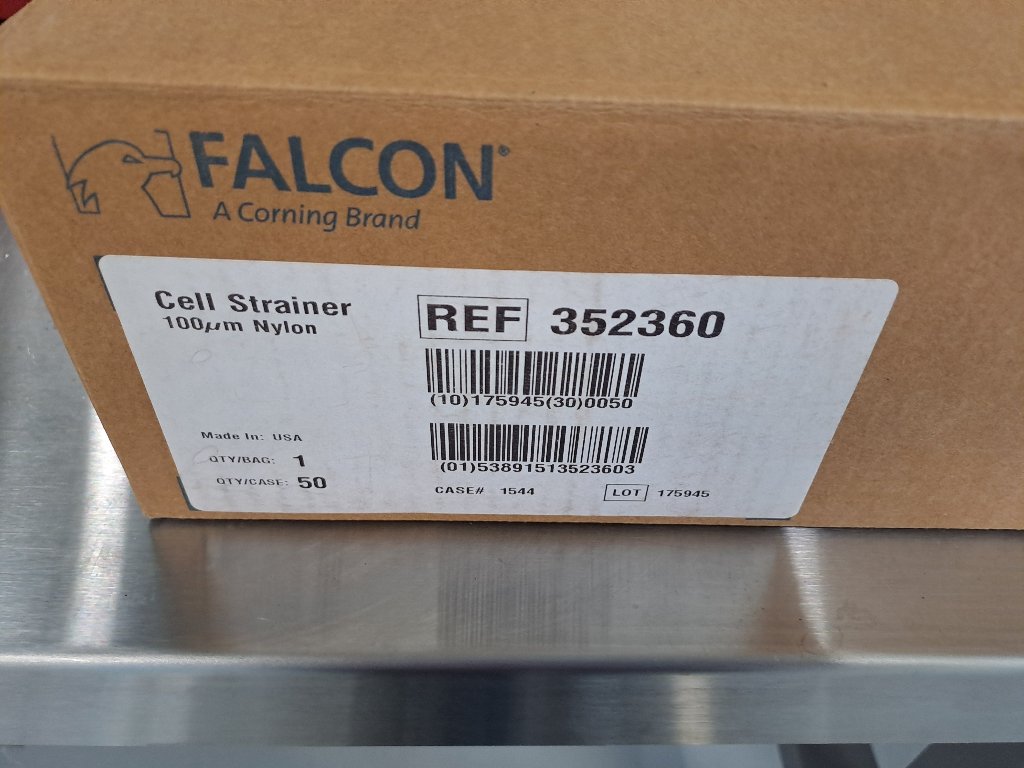 FALCON®
A Corning Brand
Cell Strainer
100µm Nylon
REF 352360
(10)175945(30)0050
(01)53891513523603
Made In: USA
QTY/BAG: 1
QTY/CASE: 50
CASE# 1544
LOT 175945